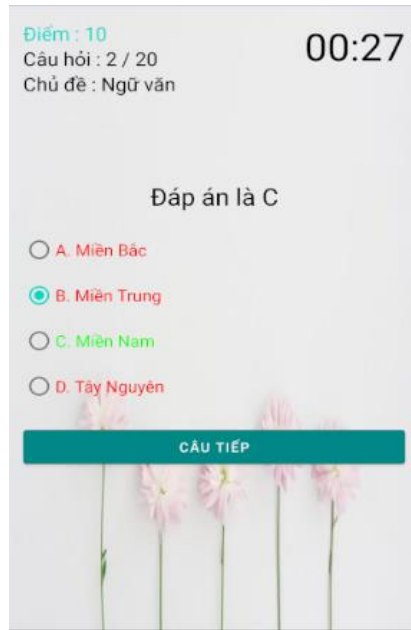 Điểm : 10
00:27
Câu hỏi : 2 / 20
Chủ đề : Ngữ văn
Đáp án là C
A. Miền Bắc
B. Miền Trung
C. Miền Nam
D. Tây Nguyên
CÂU TIẾP